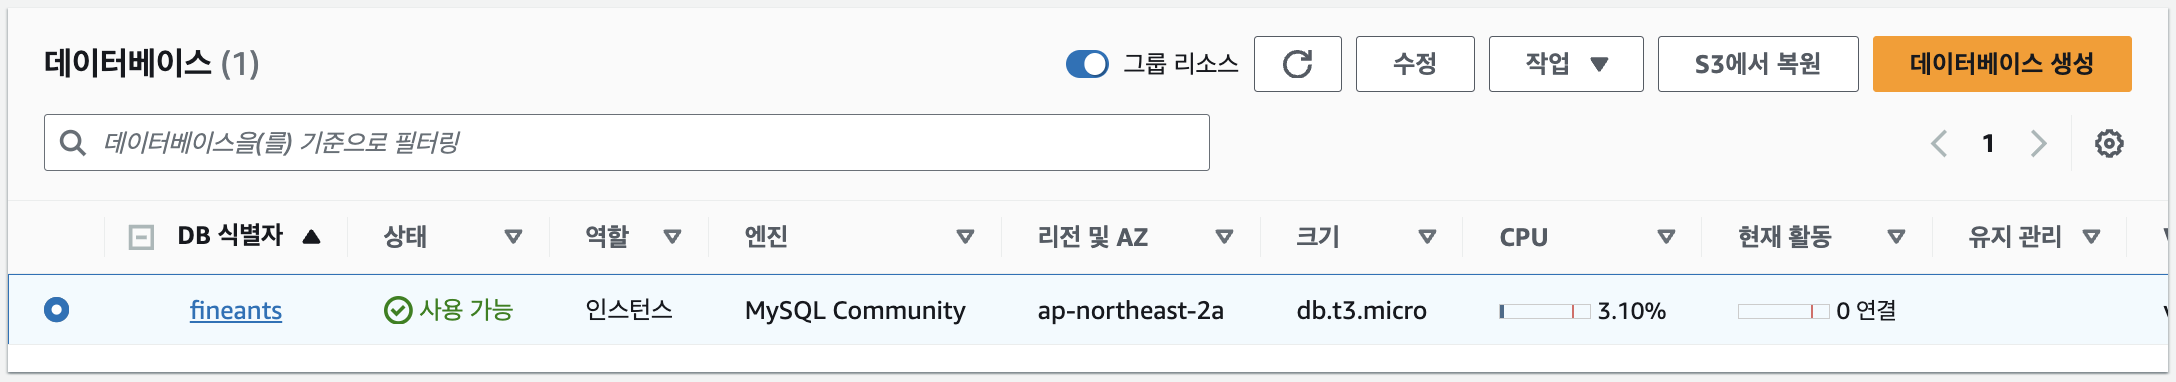 데이터베이스 (1)
그룹 리소스
수정
작업
S3에서 복원
데이터베이스 생성
데이터베이스을(를) 기준으로 필터링
1
DB 식별자 상태 역할 엔진 리전 및 AZ 크기 CPU 현재 활동 유지 관리
fineants 사용 가능 인스턴스 MySQL Community ap-northeast-2a db.t3.micro 3.10% 0 연결